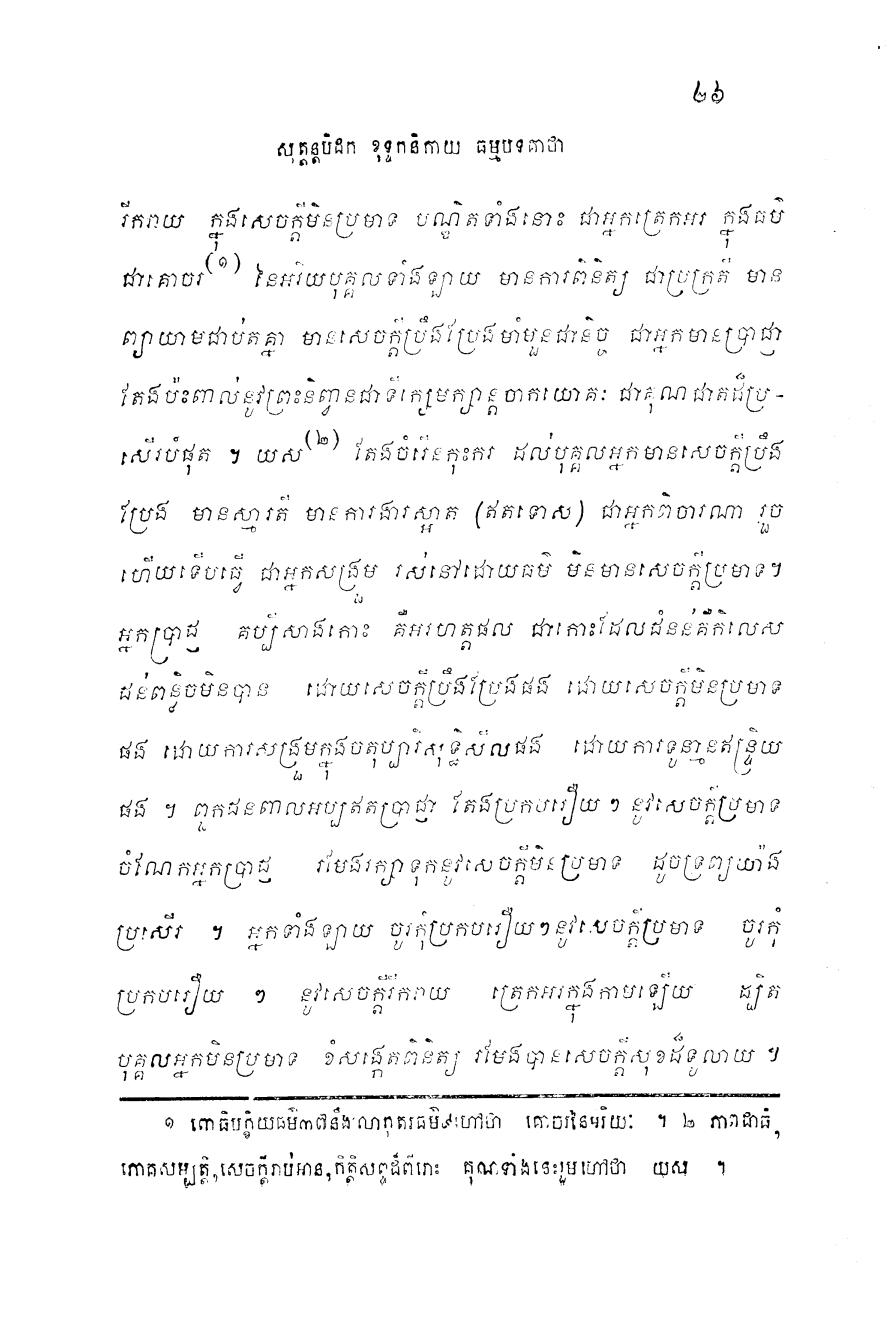 ២៦
សុត្តន្តបិដក ខុទ្ទកនិកាយ ធម្មបទគាថា
រីករាយ ក្នុងសេចក្តីមិនប្រមាទ បណ្ឌិតទាំងនោះ ជាអ្នកត្រេកអរ ក្នុងធម៌
ជាគោចរ(១) នៃអរិយបុគ្គលទាំងឡាយ មានការពិនិត្យ ជាប្រក្រតី មាន
ព្យាយាមជាប់តគ្នា មានសេចក្តីប្រឹងប្រែងមាំមួនជានិច្ច ជាអ្នកមានប្រាជ្ញា
តែងប៉ះពាល់នូវព្រះនិព្វានជាទីក្សេមក្សាន្តចាកយោគៈ ជាគុណជាតដ៏ប្រ-
សើរបំផុត ។ យស(២) តែងចំរើនកុះករ ដល់បុគ្គលអ្នកមានសេចក្តីប្រឹង
ប្រែង មានស្មារតី មានការងារស្អាត (ឥតទោស) ជាអ្នកពិចារណា រួច
ហើយទើបធ្វើ ជាអ្នកសង្រួម រស់នៅដោយធម៌ មិនមានសេចក្តីប្រមាទ។
អ្នកប្រាជ្ញ គប្បីសាងកោះ គឺអរហត្តផល ជាកោះដែលជំនន់គឺកិលេស
ជន់ពន្លិចមិនបាន ដោយសេចក្តីប្រឹងប្រែងផង ដោយសេចក្តីមិនប្រមាទ
ផង ដោយការសង្រួមក្នុងចតុប្បារិសុទ្ធិសីលផង ដោយការទូន្មានឥន្ទ្រិយ
ផង ។ ពួកជនពាលអប្បឥតប្រាជ្ញា តែងប្រកបរឿយ ៗ នូវសេចក្តីប្រមាទ
ចំណែកអ្នកប្រាជ្ញ រមែងរក្សាទុកនូវសេចក្តីមិនប្រមាទ ដូចទ្រព្យយ៉ាង
ប្រសើរ ។ អ្នកទាំងឡាយ ចូរកុំប្រកបរឿយៗនូវសេចក្តីប្រមាទ ចូរកុំ
ប្រកបរឿយ ៗ នូវសេចក្តីរីករាយ ត្រេកអរក្នុងកាមឡើយ ដ្បិត
បុគ្គលអ្នកមិនប្រមាទ ខំសង្កេតពិនិត្យ រមែងបានសេចក្តីសុខដ៏ទូលាយ ។
១ ពោធិបក្ខិយធម៌៣៧នឹងលោកុតរធម៌៩ហៅថា គោចរនៃអរិយៈ ។ ២ ភាពជាធំ,
ភោគសម្បត្តិ,សេចក្តីរាប់អាន,កិត្តិសព្ទដ៏ពីរោះ គុណទាំងនេះរួមហៅថា យស ។